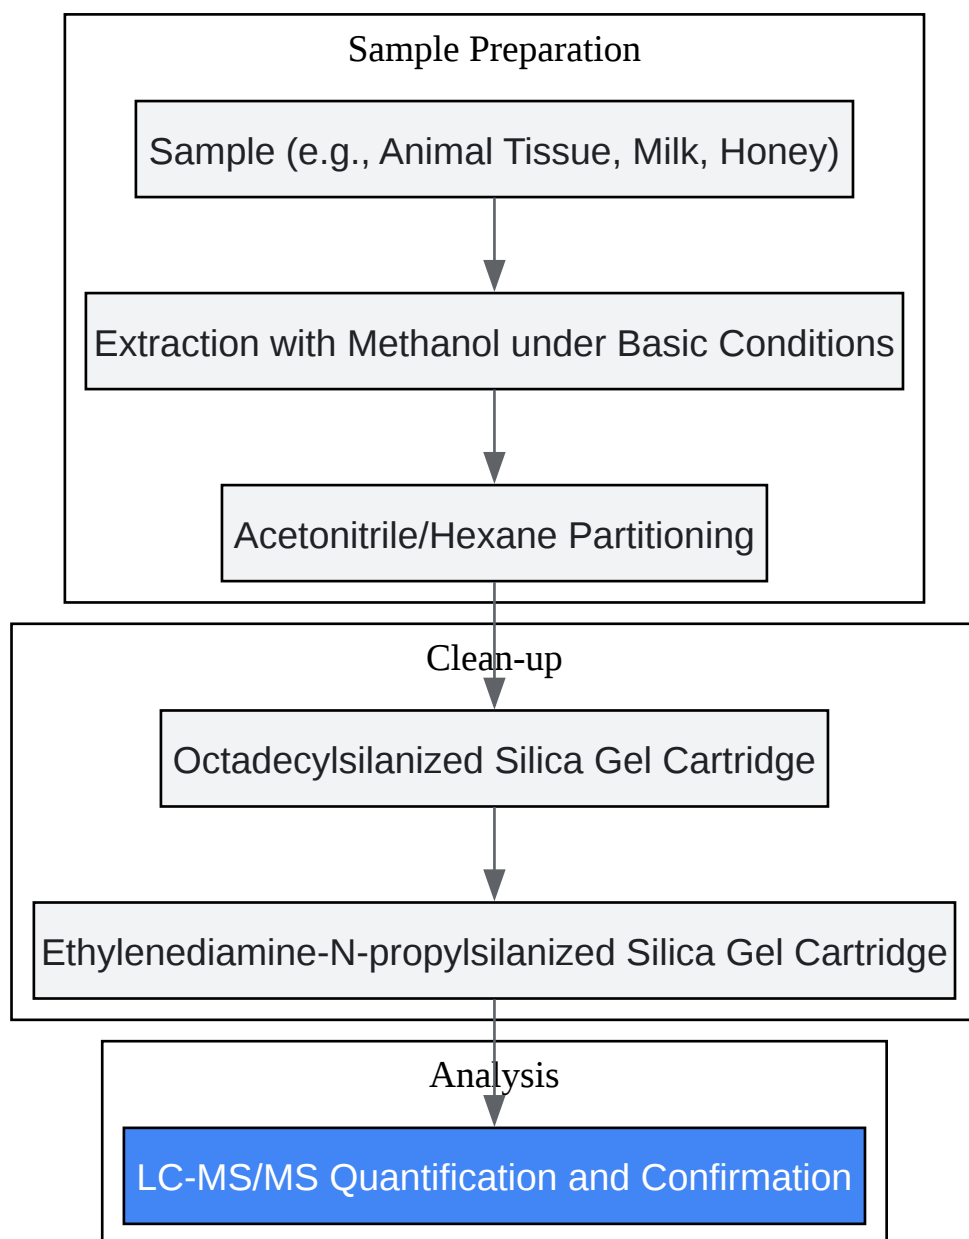 Sample Preparation
Sample (e.g., Animal Tissue, Milk, Honey)
Extraction with Methanol under Basic Conditions
Acetonitrile/Hexane Partitioning
Clean-up
Octadecylsilanized Silica Gel Cartridge
Ethylenediamine-N-propylsilanized Silica Gel Cartridge
Analysis
LC-MS/MS Quantification and Confirmation